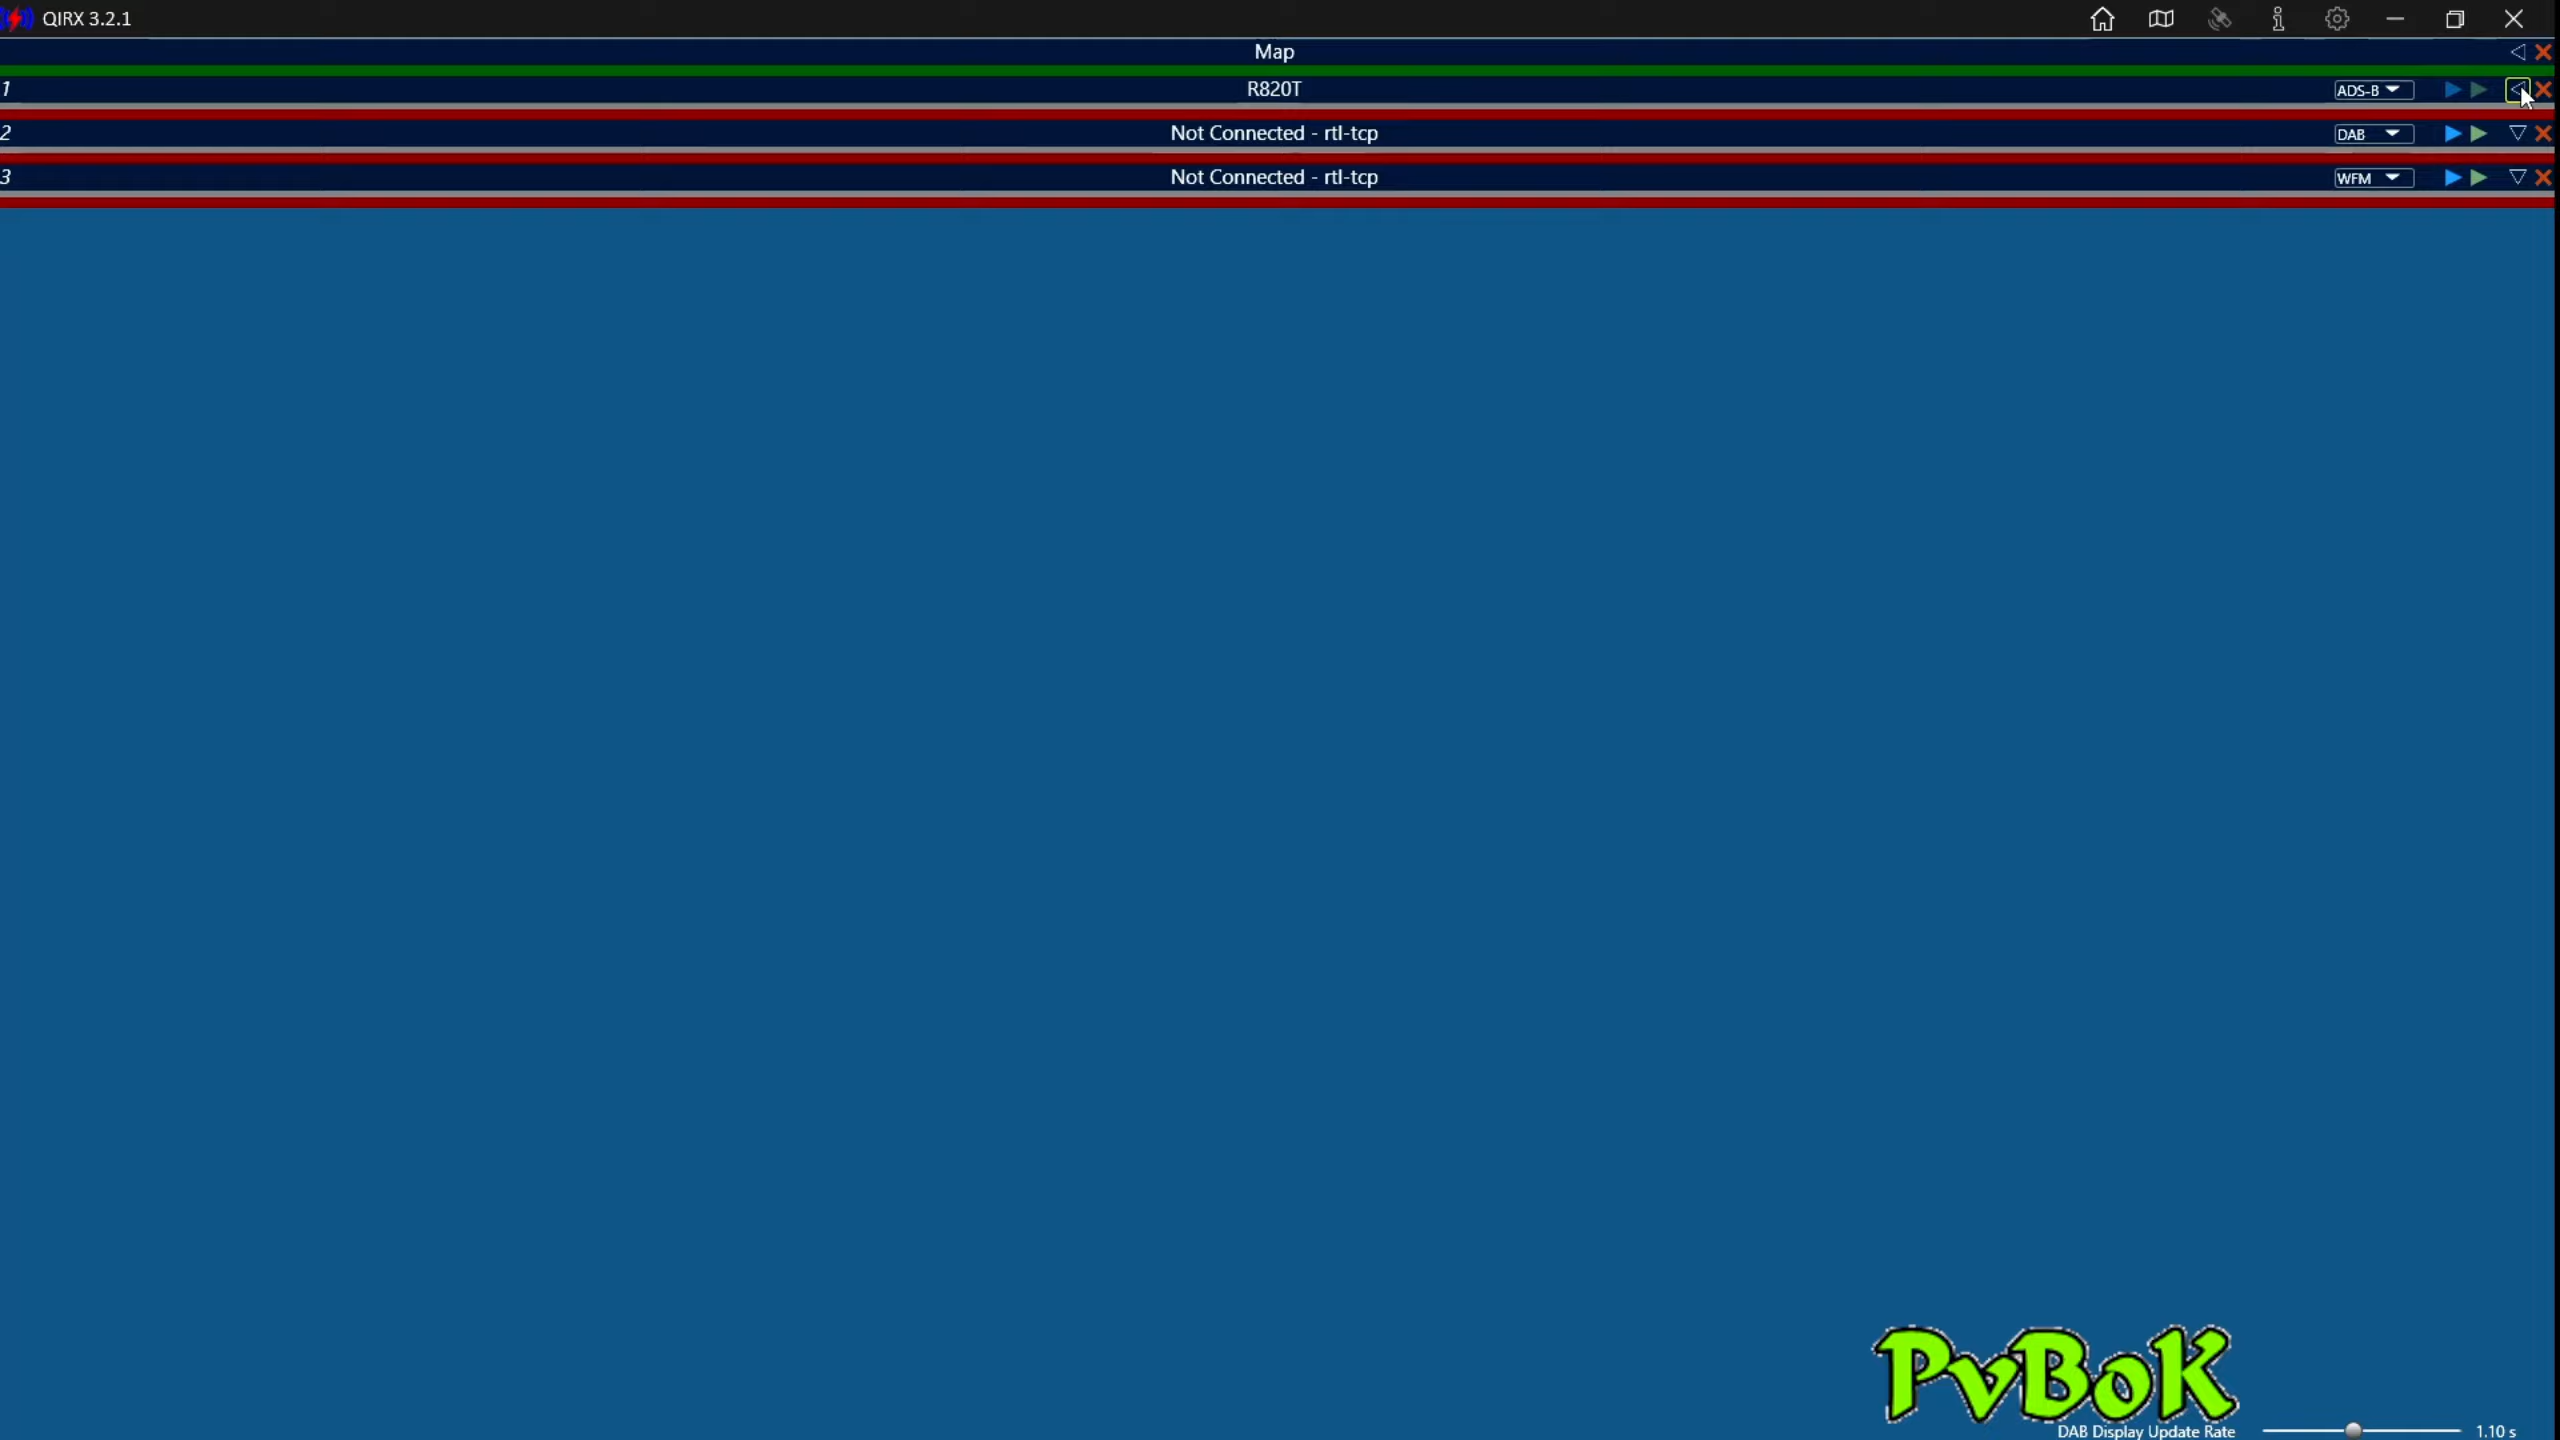 QIRX 3.2.1
Map
1 R820T ADS-B
2 Not Connected - rtl-tcp DAB
3 Not Connected - rtl-tcp WFM
PvBoK
DAB Display Update Rate 1.10 s